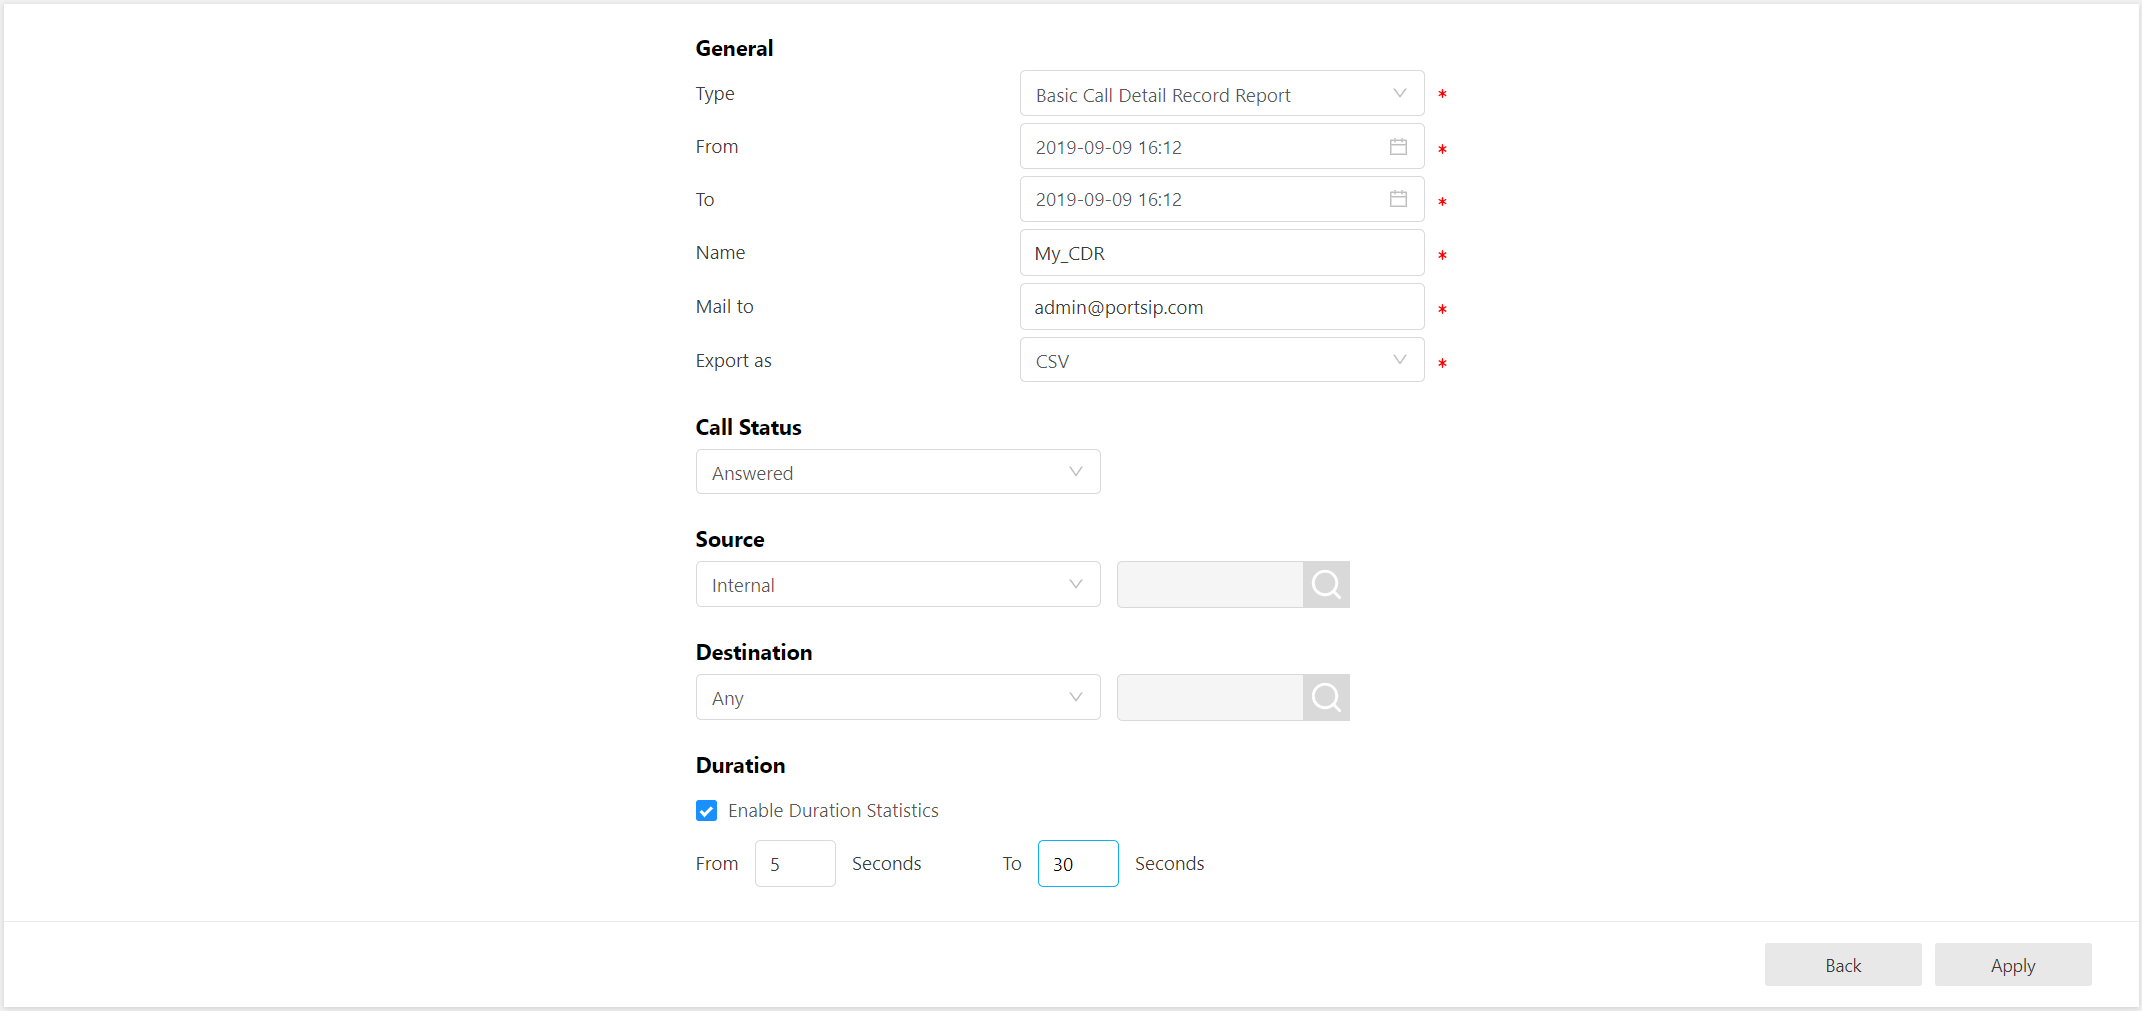 General
Type Basic Call Detail Record Report *
From 2019-09-09 16:12 *
To 2019-09-09 16:12 *
Name My_CDR *
Mail to admin@portsip.com *
Export as CSV *
Call Status
Answered
Source
Internal
Destination
Any
Duration
Enable Duration Statistics
From 5 Seconds To 30 Seconds
Back Apply